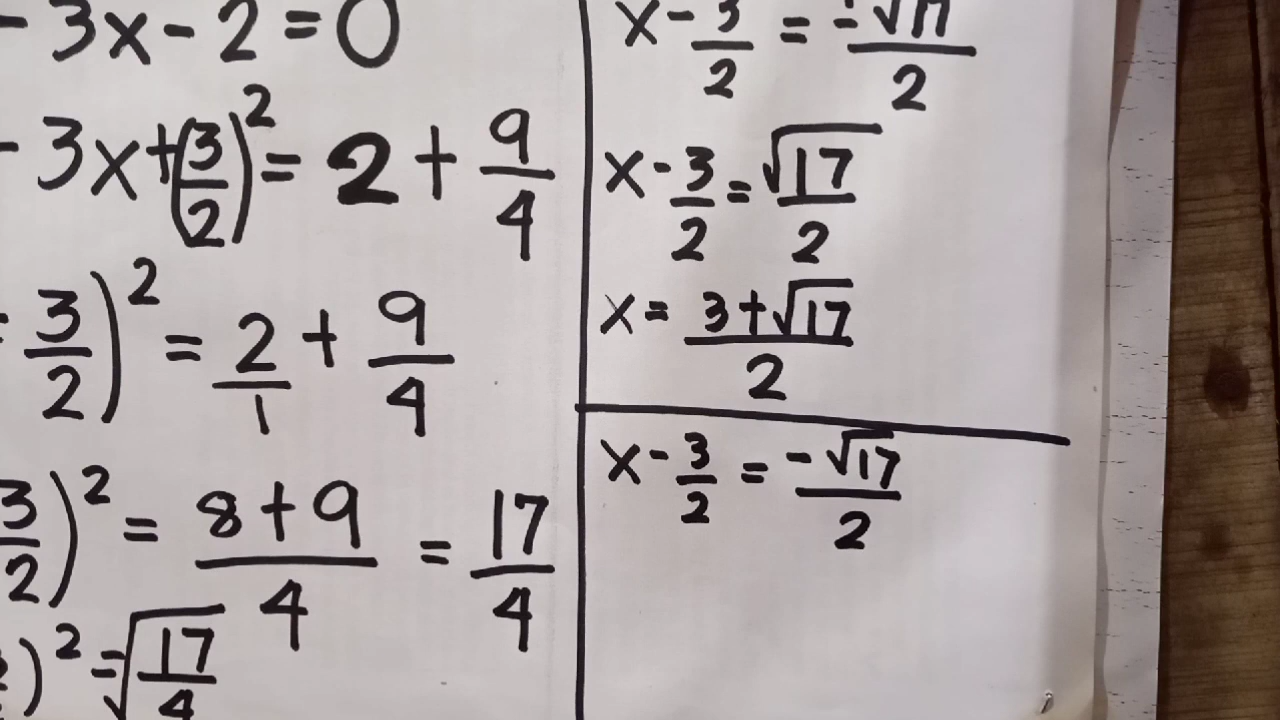 - 3x - 2 = 0
- 3x + (3/2)² = 2 + 9/4
3/2)² = 2/1 + 9/4
3/2)² = 8+9/4 = 17/4
)² = √17/4
x - 3/2 = ±√17/2
x - 3/2 = √17/2
x = 3+√17/2
x - 3/2 = -√17/2